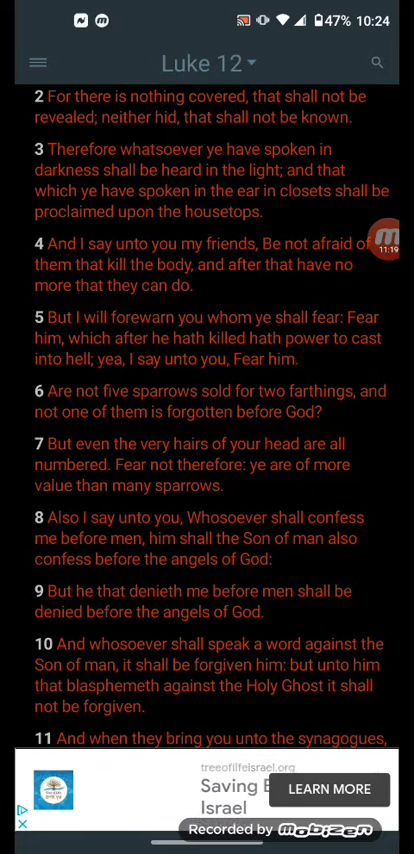 47% 10:24
Luke 12
2 For there is nothing covered, that shall not be
revealed; neither hid, that shall not be known.
3 Therefore whatsoever ye have spoken in
darkness shall be heard in the light; and that
which ye have spoken in the ear in closets shall be
proclaimed upon the housetops.
4 And I say unto you my friends, Be not afraid of
them that kill the body, and after that have no
more that they can do.
11:19
5 But I will forewarn you whom ye shall fear: Fear
him, which after he hath killed hath power to cast
into hell; yea, I say unto you, Fear him.
6 Are not five sparrows sold for two farthings, and
not one of them is forgotten before God?
7 But even the very hairs of your head are all
numbered. Fear not therefore: ye are of more
value than many sparrows.
8 Also I say unto you, Whosoever shall confess
me before men, him shall the Son of man also
confess before the angels of God:
9 But he that denieth me before men shall be
denied before the angels of God.
10 And whosoever shall speak a word against the
Son of man, it shall be forgiven him: but unto him
that blasphemeth against the Holy Ghost it shall
not be forgiven.
11 And when they bring you unto the synagogues,
treeoflifeisrael.org
Saving
Israel
LEARN MORE
Recorded by mobizen